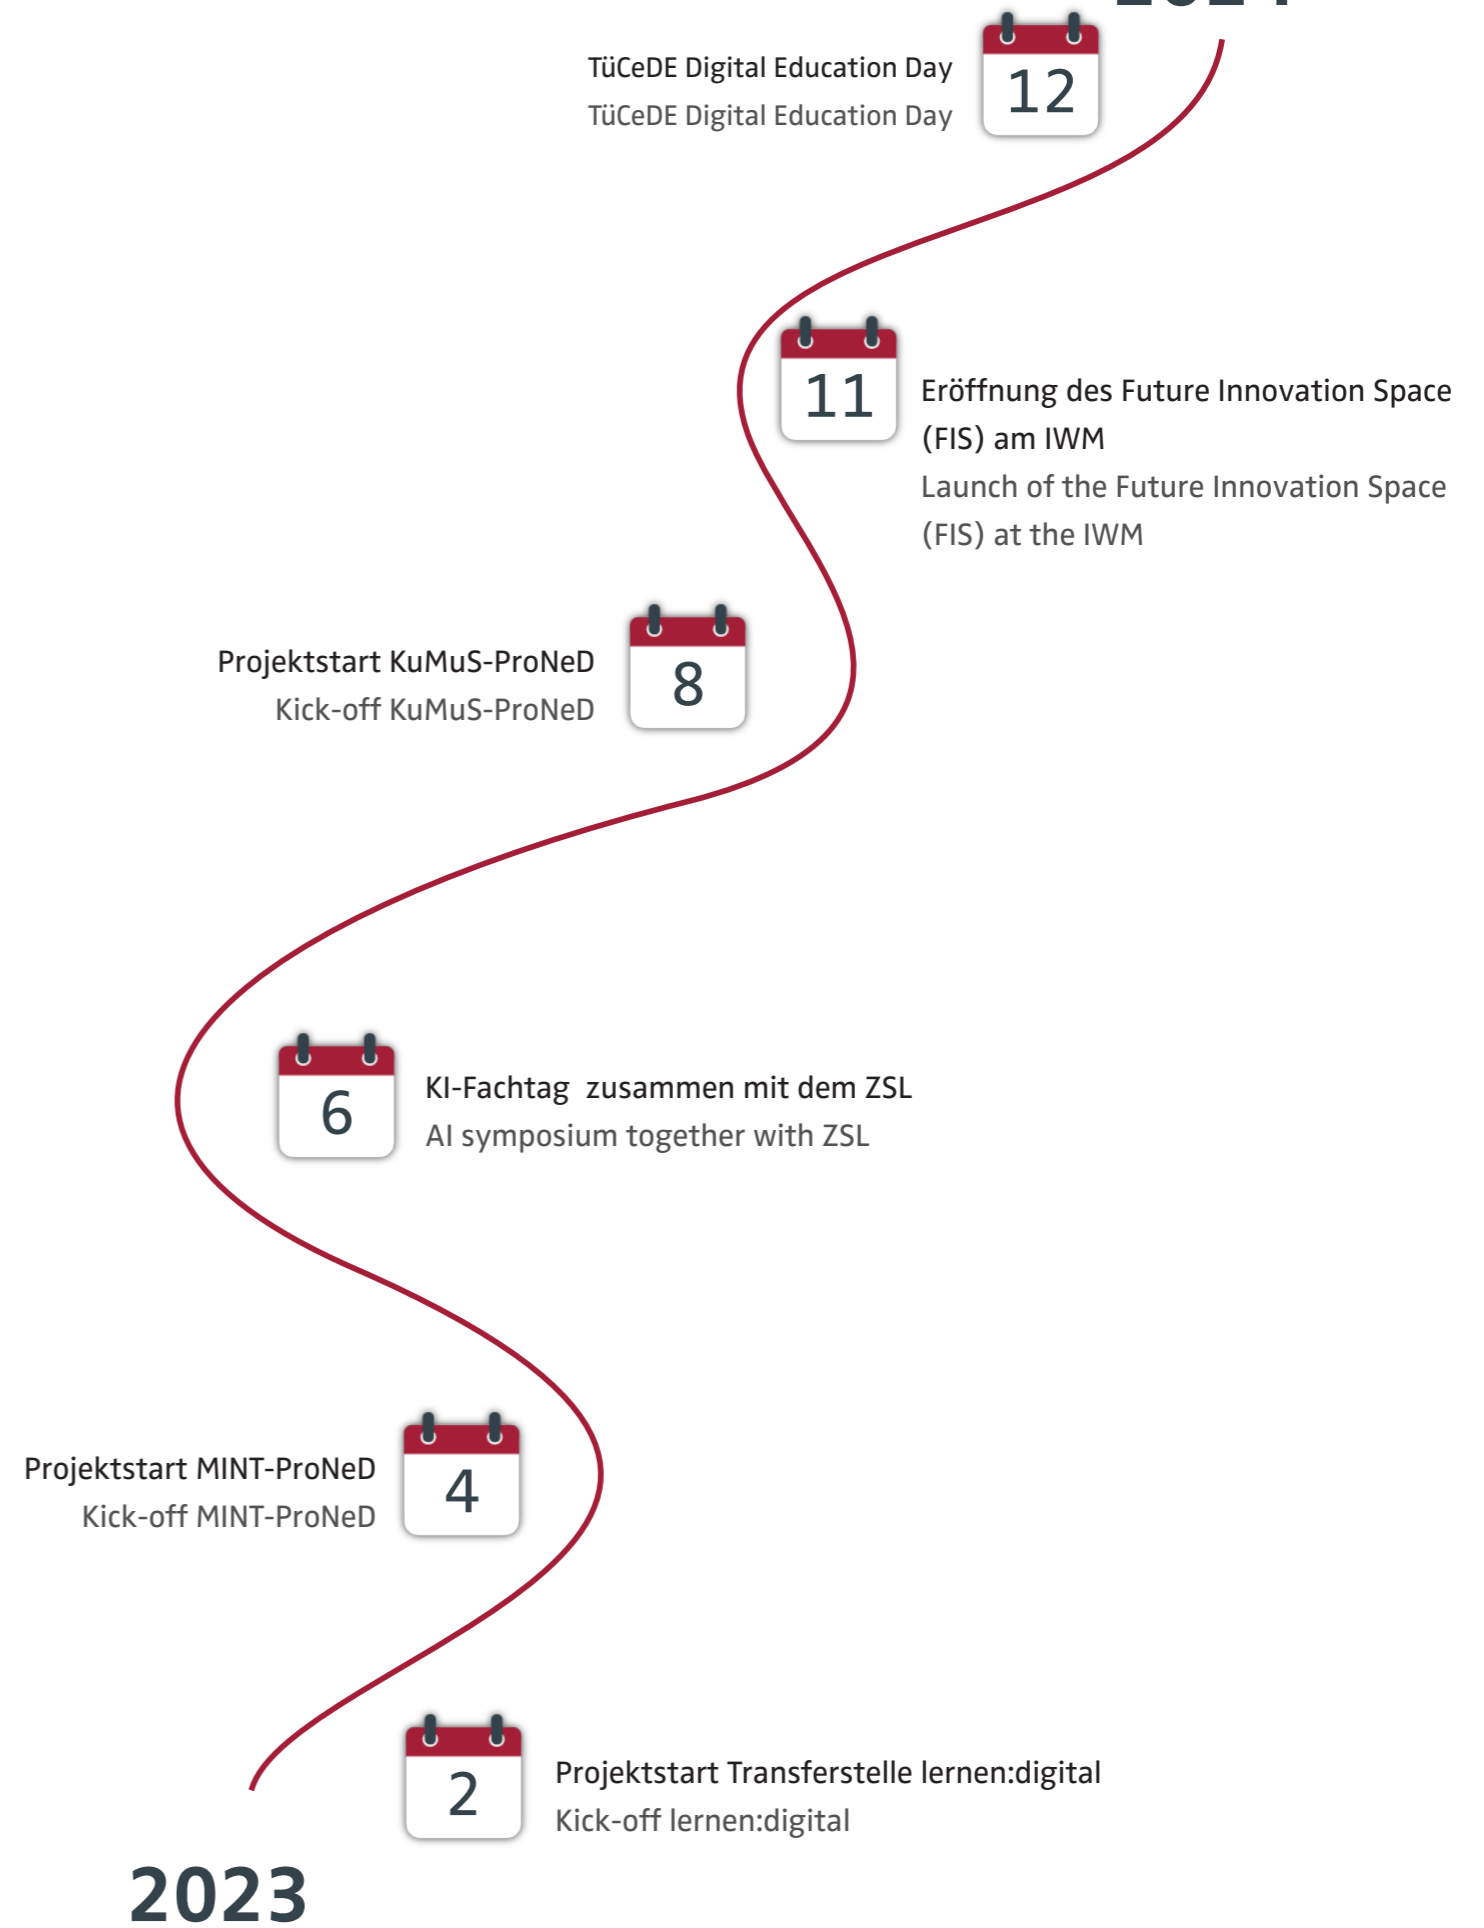 TüCeDE Digital Education Day
TüCeDE Digital Education Day
12
11
Eröffnung des Future Innovation Space
(FIS) am IWM
Launch of the Future Innovation Space
(FIS) at the IWM
Projektstart KuMuS-ProNeD
Kick-off KuMuS-ProNeD
8
6
KI-Fachtag zusammen mit dem ZSL
AI symposium together with ZSL
Projektstart MINT-ProNeD
Kick-off MINT-ProNeD
4
2
Projektstart Transferstelle lernen:digital
Kick-off lernen:digital
2023